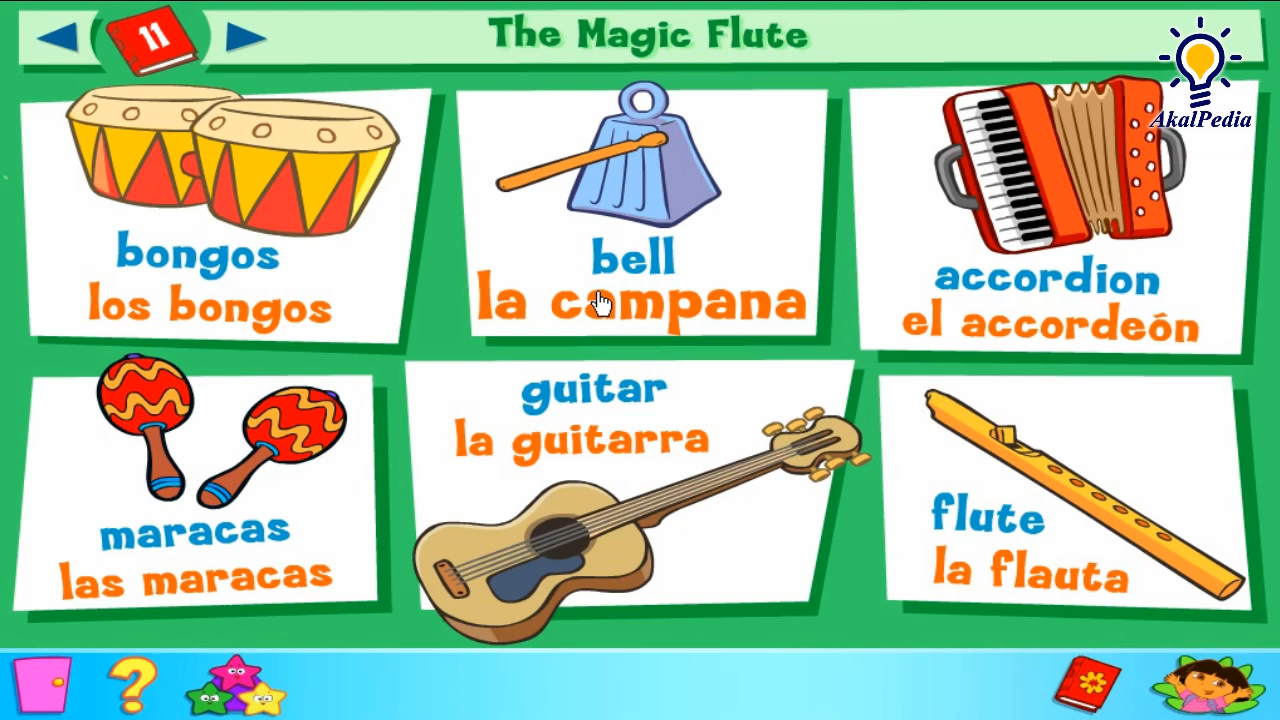 11
The Magic Flute
AkalPedia
bongos
los bongos
bell
la campana
accordion
el accordeón
maracas
las maracas
guitar
la guitarra
flute
la flauta
?